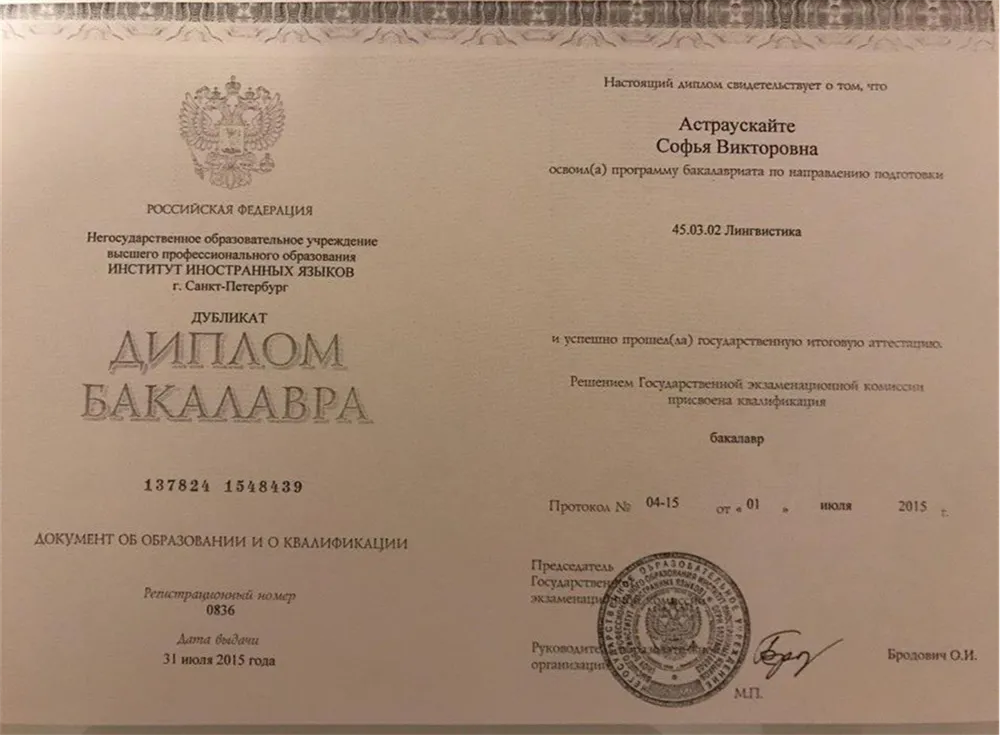 РОССИЙСКАЯ ФЕДЕРАЦИЯ
Негосударственное образовательное учреждение
высшего профессионального образования
ИНСТИТУТ ИНОСТРАННЫХ ЯЗЫКОВ
г. Санкт-Петербург
ДУБЛИКАТ
ДИПЛОМ
БАКАЛАВРА
137824 1548439
ДОКУМЕНТ ОБ ОБРАЗОВАНИИ И О КВАЛИФИКАЦИИ
Регистрационный номер
0836
Дата выдачи
31 июля 2015 года
Настоящий диплом свидетельствует о том, что
Астраускайте
Софья Викторовна
освоил(а) программу бакалавриата по направлению подготовки
45.03.02 Лингвистика
и успешно прошел(ла) государственную итоговую аттестацию.
Решением Государственной экзаменационной комиссии
присвоена квалификация
бакалавр
Протокол № 04-15 от « 01 » июля 2015 г.
Председатель
Государственной
экзаменационной комиссии
Руководитель образовательной
организации
Бродович О.И.
М.П.